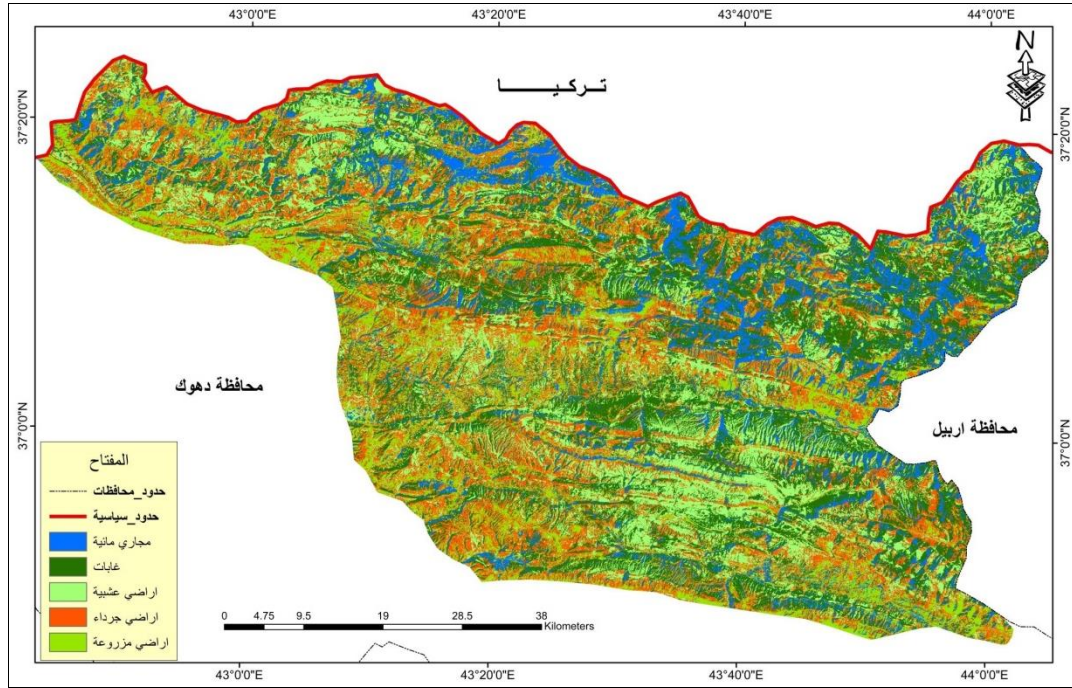 43°0'0"E
43°20'0"E
43°40'0"E
44°0'0"E
N
تــركـيــــــا
37°20'0"N
37°20'0"N
محافظة دهوك
محافظة اربيل
37°0'0"N
37°0'0"N
المفتاح
حدود_محافظات
حدود_سياسية
مجاري مائية
غابات
اراضي عشبية
اراضي جرداء
اراضي مزروعة
0 4.75 9.5 19 28.5 38
Kilometers
43°0'0"E
43°20'0"E
43°40'0"E
44°0'0"E